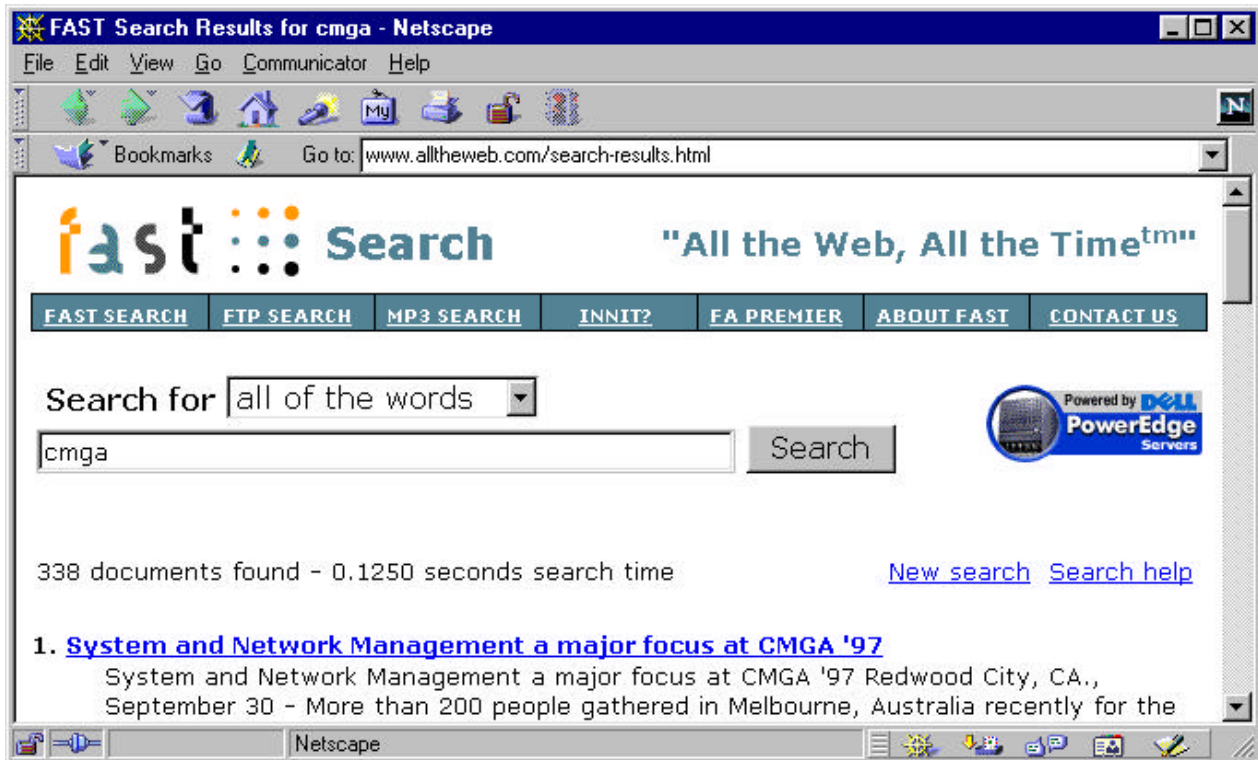 FAST Search Results for cmga - Netscape
File Edit View Go Communicator Help
My
N
Bookmarks Go to: www.alltheweb.com/search-results.html
fast Search "All the Web, All the Time™"
FAST SEARCH FTP SEARCH MP3 SEARCH INNIT? FA PREMIER ABOUT FAST CONTACT US
Search for all of the words
Powered by DELL
PowerEdge
Servers
cmga Search
338 documents found - 0.1250 seconds search time New search Search help
1. System and Network Management a major focus at CMGA '97
System and Network Management a major focus at CMGA '97 Redwood City, CA.,
September 30 - More than 200 people gathered in Melbourne, Australia recently for the
Netscape